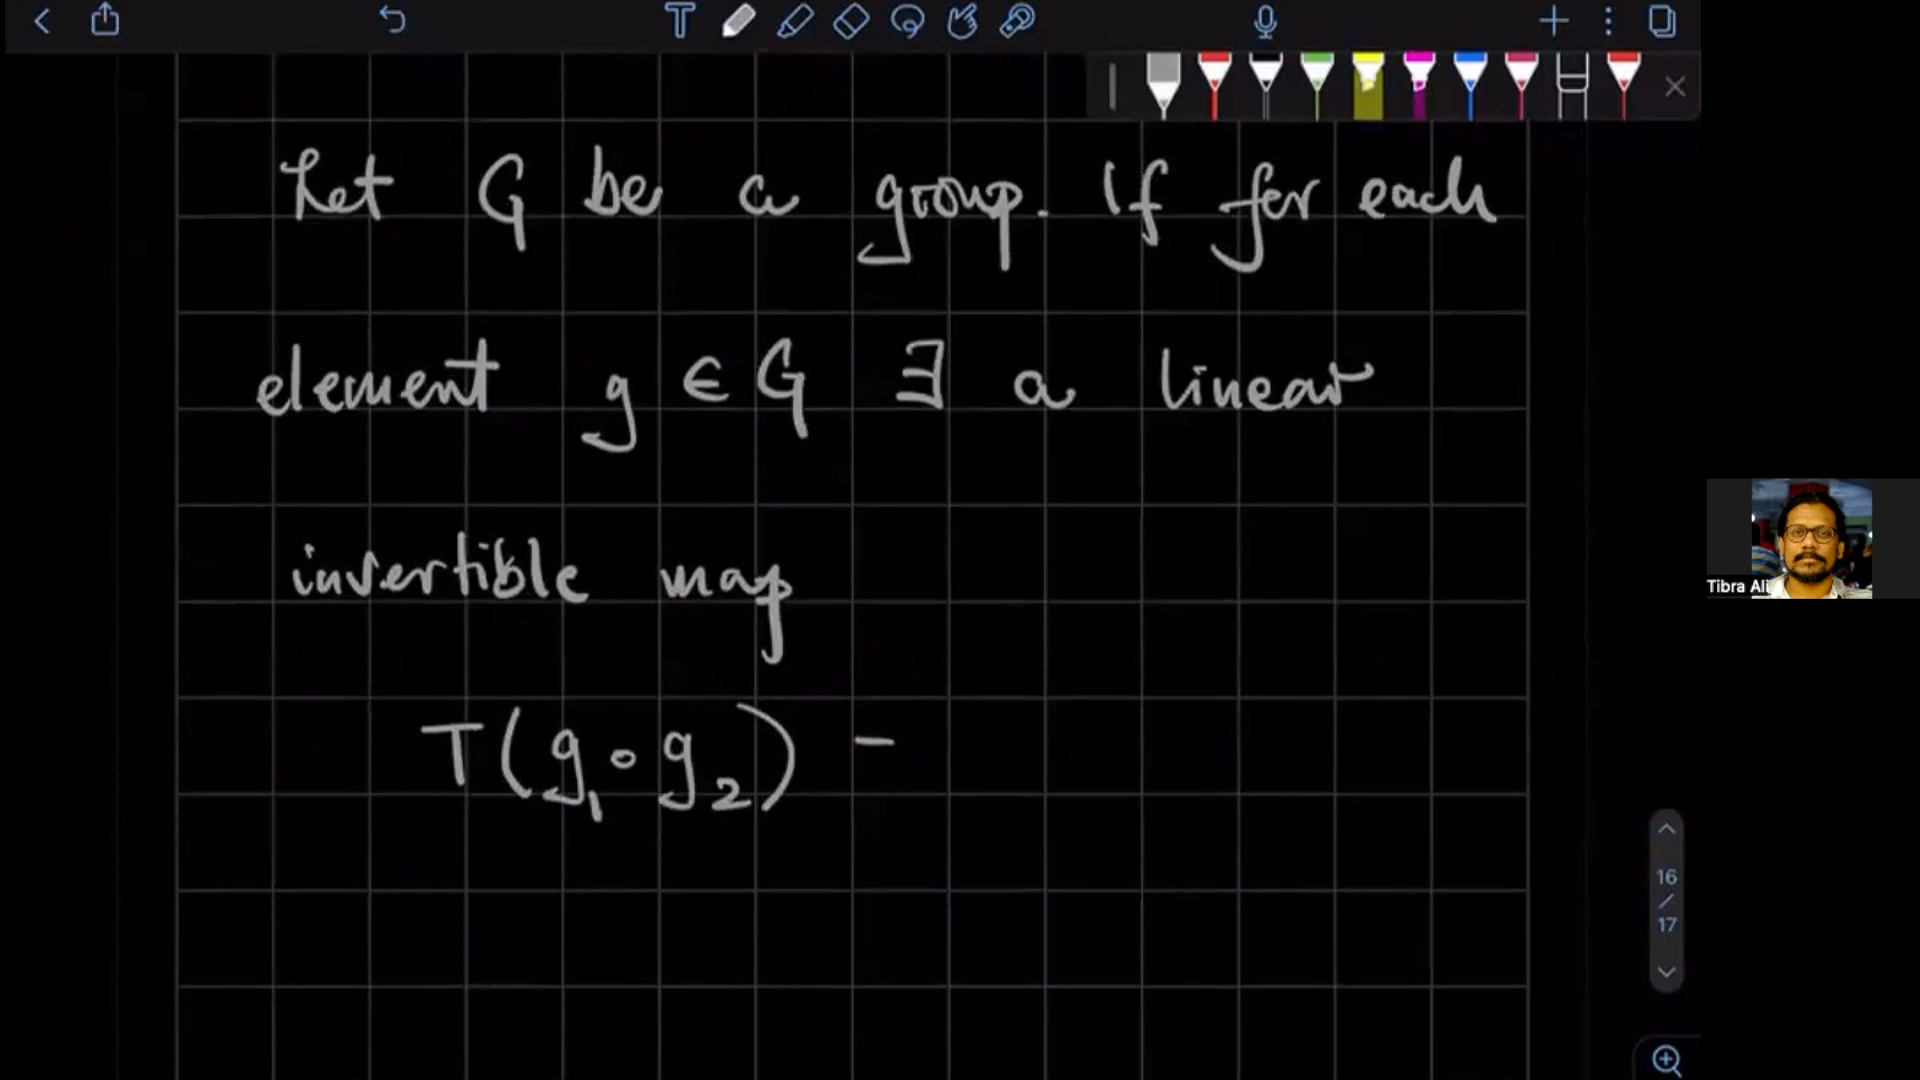 Let G be a group. If for each
element g ∈ G ∃ a linear
invertible map
T(g₁ ∘ g₂) –
Tibra Ali
16
/
17